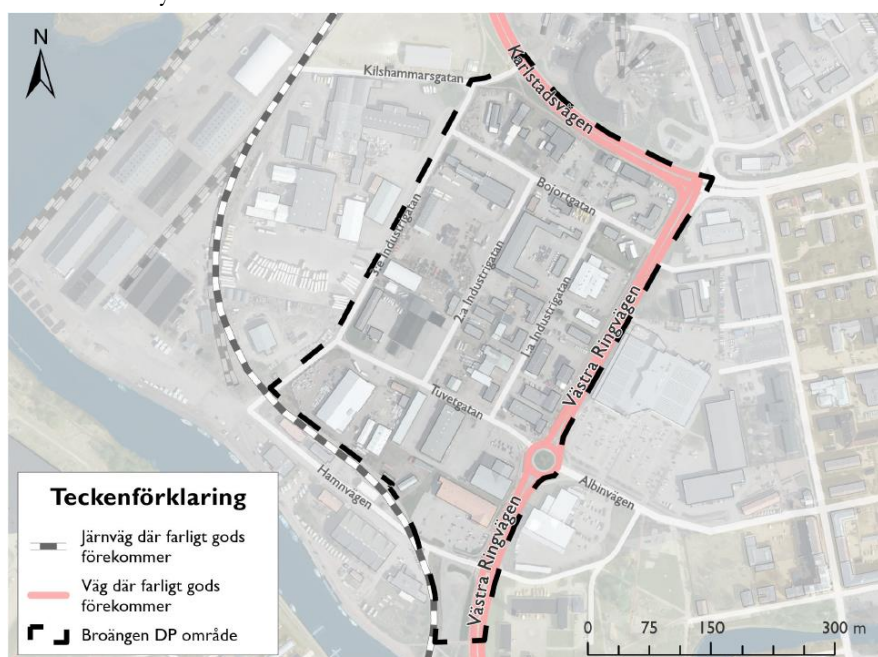 N
Kilshammarsgatan
Karlstadsvägen
Bojortgatan
3:e Industrigatan
2:a Industrigatan
1:a Industrigatan
Västra Ringvägen
Tuvetgatan
Hamnvägen
Albinvägen
Västra Ringvägen
Teckenförklaring
Järnväg där farligt gods
förekommer
Väg där farligt gods
förekommer
Broängen DP område
0 75 150 300 m